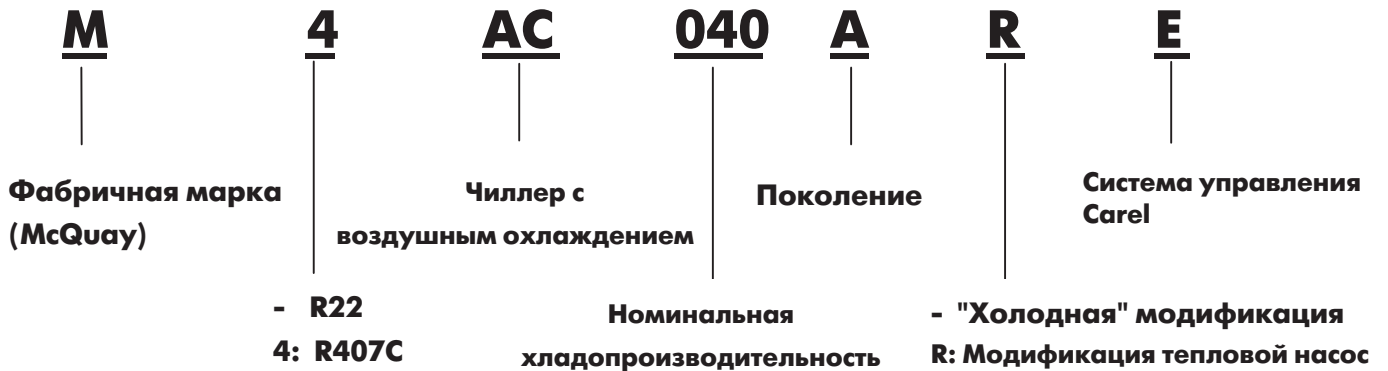 M 4 AC 040 A R E
Фабричная марка
(McQuay)
Чиллер с
воздушным охлаждением
Поколение
Система управления
Carel
- R22
4: R407C
Номинальная
хладопроизводительность
- "Холодная" модификация
R: Модификация тепловой насос